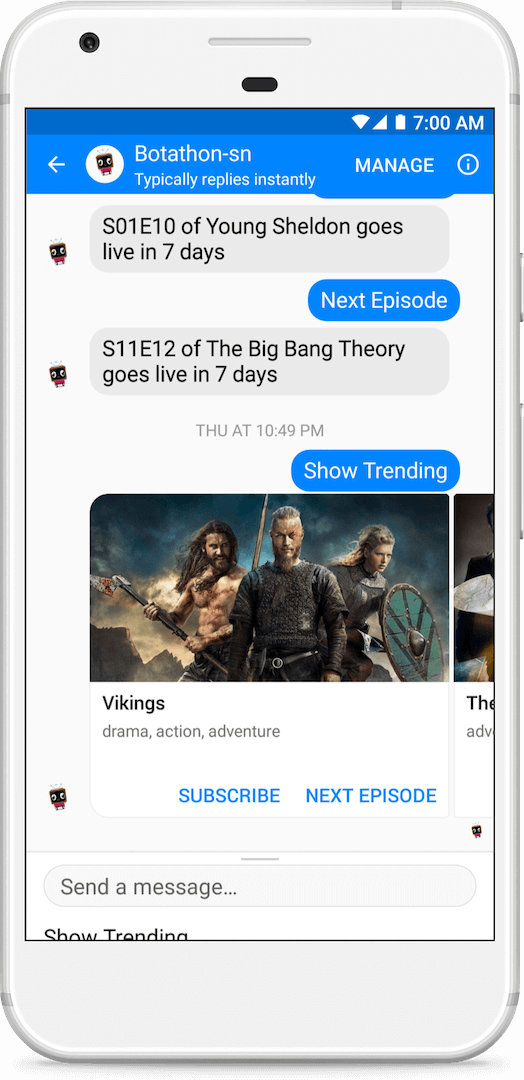 7:00 AM
Botathon-sn
Typically replies instantly
MANAGE
S01E10 of Young Sheldon goes
live in 7 days
Next Episode
S11E12 of The Big Bang Theory
goes live in 7 days
THU AT 10:49 PM
Show Trending
Vikings
drama, action, adventure
SUBSCRIBE NEXT EPISODE
The
adv
Send a message…
Show Trending